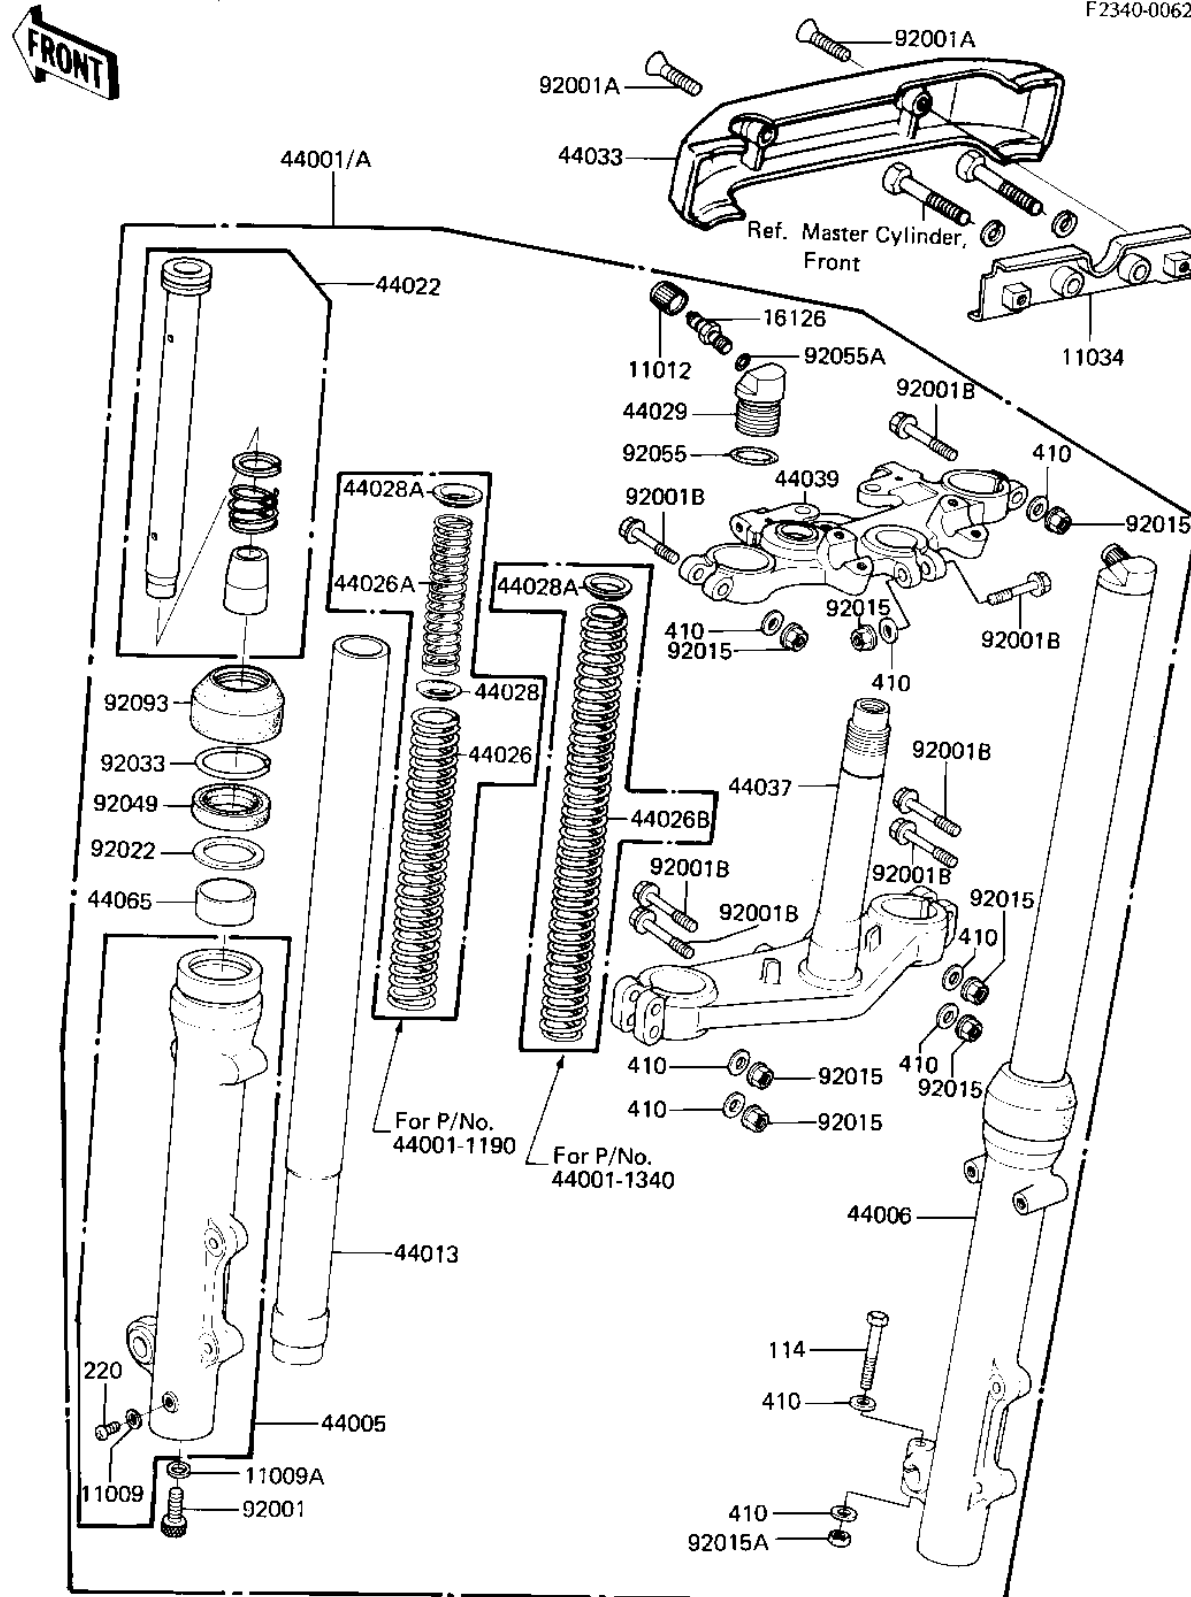 F2340-0062
FRONT
92001A
92001A
44033
44001/A
Ref. Master Cylinder,
Front
44022
16126
11012
92055A
11034
92001B
44029
410
92055
44039
44028A
92001B
92015
44026A
44028A
92015
410
92015
92001B
410
44028
92093
92001B
44026
92033
44037
92049
44026B
92022
92001B
92001B
44065
92015
92001B
410
410
92015
410
92015
410
92015
For P/No.
44001-1190
For P/No.
44001-1340
44006
44013
114
220
410
44005
11009A
11009
92001
410
92015A